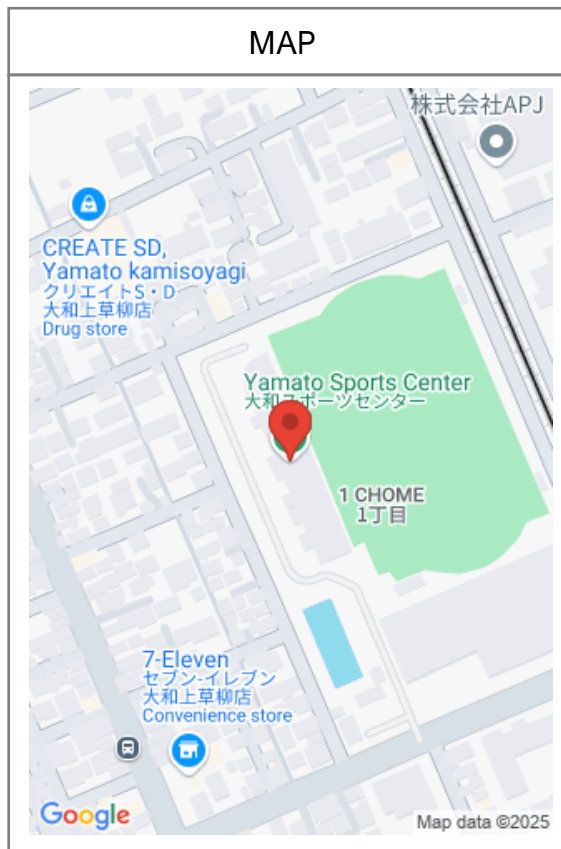 MAP
株式会社APJ
CREATE SD,
Yamato kamisoyagi
クリエイトS・D
大和上草柳店
Drug store
Yamato Sports Center
大和スポーツセンター
1 CHOME
1丁目
7-Eleven
セブン-イレブン
大和上草柳店
Convenience store
Google
Map data ©2025